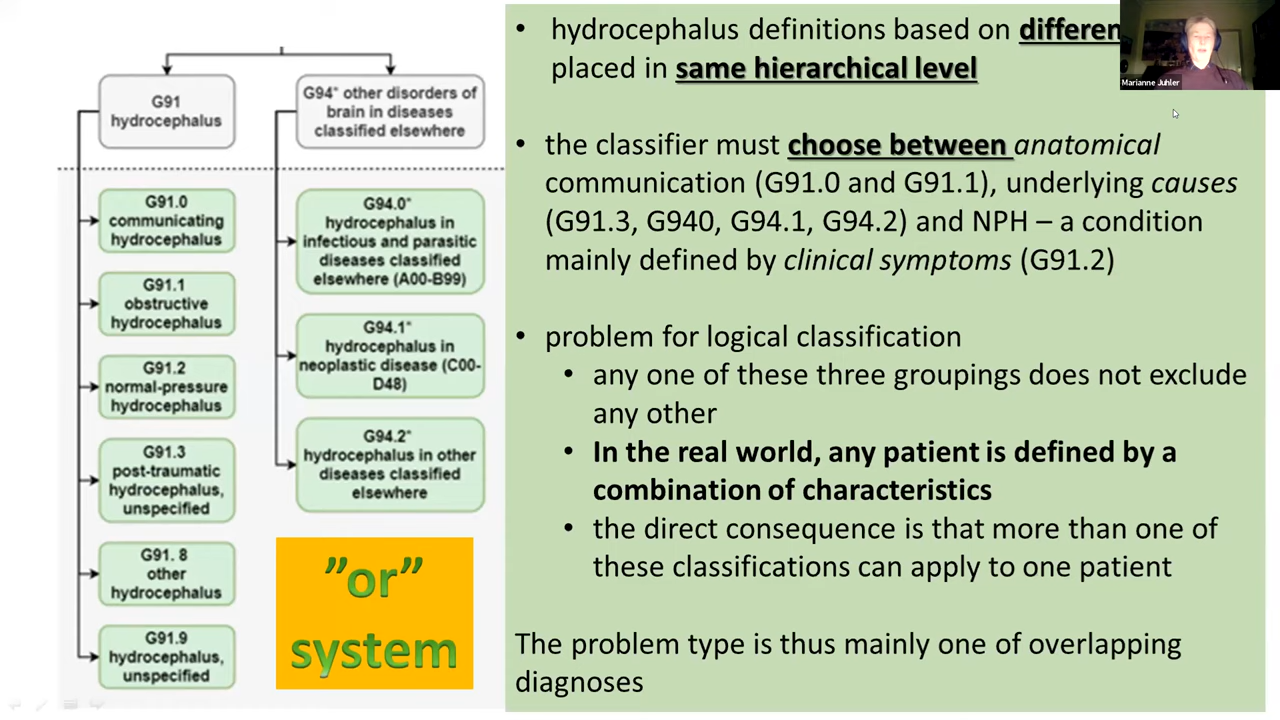 G91
hydrocephalus
G94* other disorders of
brain in diseases
classified elsewhere
G91.0
communicating
hydrocephalus
G91.1
obstructive
hydrocephalus
G91.2
normal-pressure
hydrocephalus
G91.3
post-traumatic
hydrocephalus,
unspecified
G91. 8
other
hydrocephalus
G91.9
hydrocephalus,
unspecified
G94.0*
hydrocephalus in
infectious and parasitic
diseases classified
elsewhere (A00-B99)
G94.1*
hydrocephalus in
neoplastic disease (C00-
D48)
G94.2*
hydrocephalus in other
diseases classified
elsewhere
”or”
system
• hydrocephalus definitions based on differen
placed in same hierarchical level
• the classifier must choose between anatomical
communication (G91.0 and G91.1), underlying causes
(G91.3, G940, G94.1, G94.2) and NPH – a condition
mainly defined by clinical symptoms (G91.2)
• problem for logical classification
• any one of these three groupings does not exclude
any other
• In the real world, any patient is defined by a
combination of characteristics
• the direct consequence is that more than one of
these classifications can apply to one patient
The problem type is thus mainly one of overlapping
diagnoses
Marianne Juhler